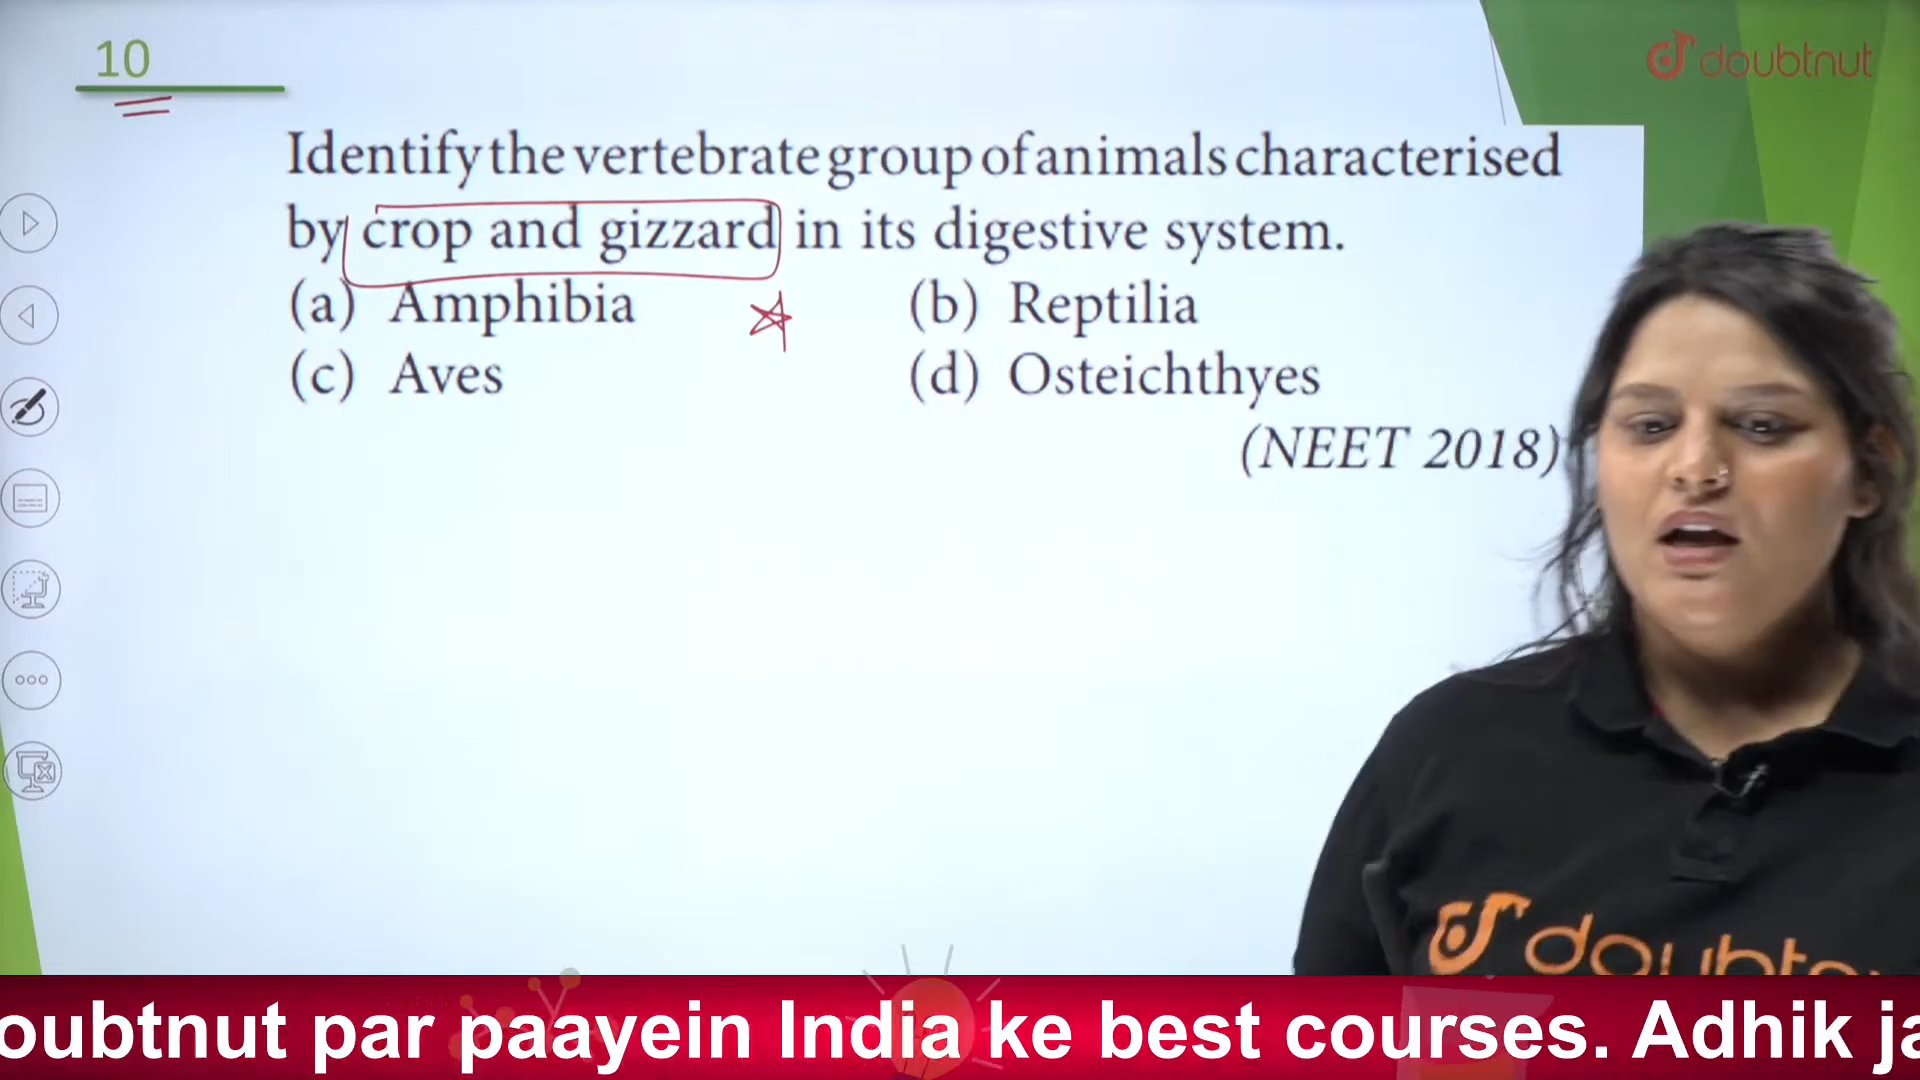 10
doubtnut
Identify the vertebrate group of animals characterised
by crop and gizzard in its digestive system.
(a) Amphibia
(b) Reptilia
(c) Aves
(d) Osteichthyes
(NEET 2018)
doubtn
oubtnut par paayein India ke best courses. Adhik ja